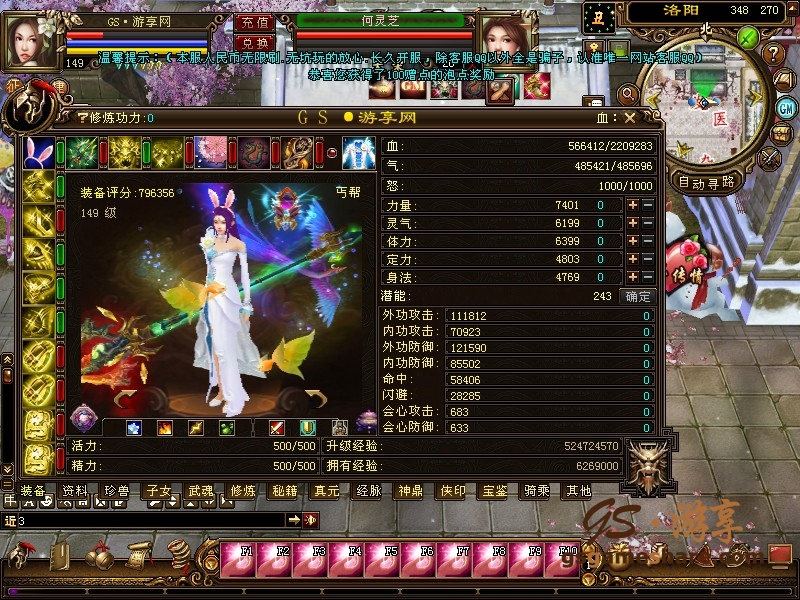 GS·游享网
充值
兑换
何灵芝
丑
洛阳 348 270
北
149
温馨提示:(本服人民币无限刷.无坑玩的放心.长久开服,除客服QQ以外全是骗子,认准唯一网站客服QQ)
恭喜您获得了100赠点的泡点奖励
GM
医
自动寻路
传情
?修炼功力:0
GS ●游享网
血:
装备评分:796356
丐帮
149 级
血: 566412/2209283
气: 485421/485696
怒: 1000/1000
力量: 7401 0
灵气: 6199 0
体力: 6399 0
定力: 4803 0
身法: 4769 0
潜能: 243 确定
外功攻击: 111812 0
内功攻击: 70923 0
外功防御: 121590 0
内功防御: 85502 0
命中: 58406 0
闪避: 28285 0
会心攻击: 683 0
会心防御: 633 0
活力: 500/500 升级经验: 524724570
精力: 500/500 拥有经验: 6269000
装备 资料 珍兽 子女 武魂 修炼 秘籍 真元 经脉 神鼎 侠印 宝鉴 骑乘 其他
近3
GS·游享
F1 F2 F3 F4 F5 F6 F7 F8 F9 F10